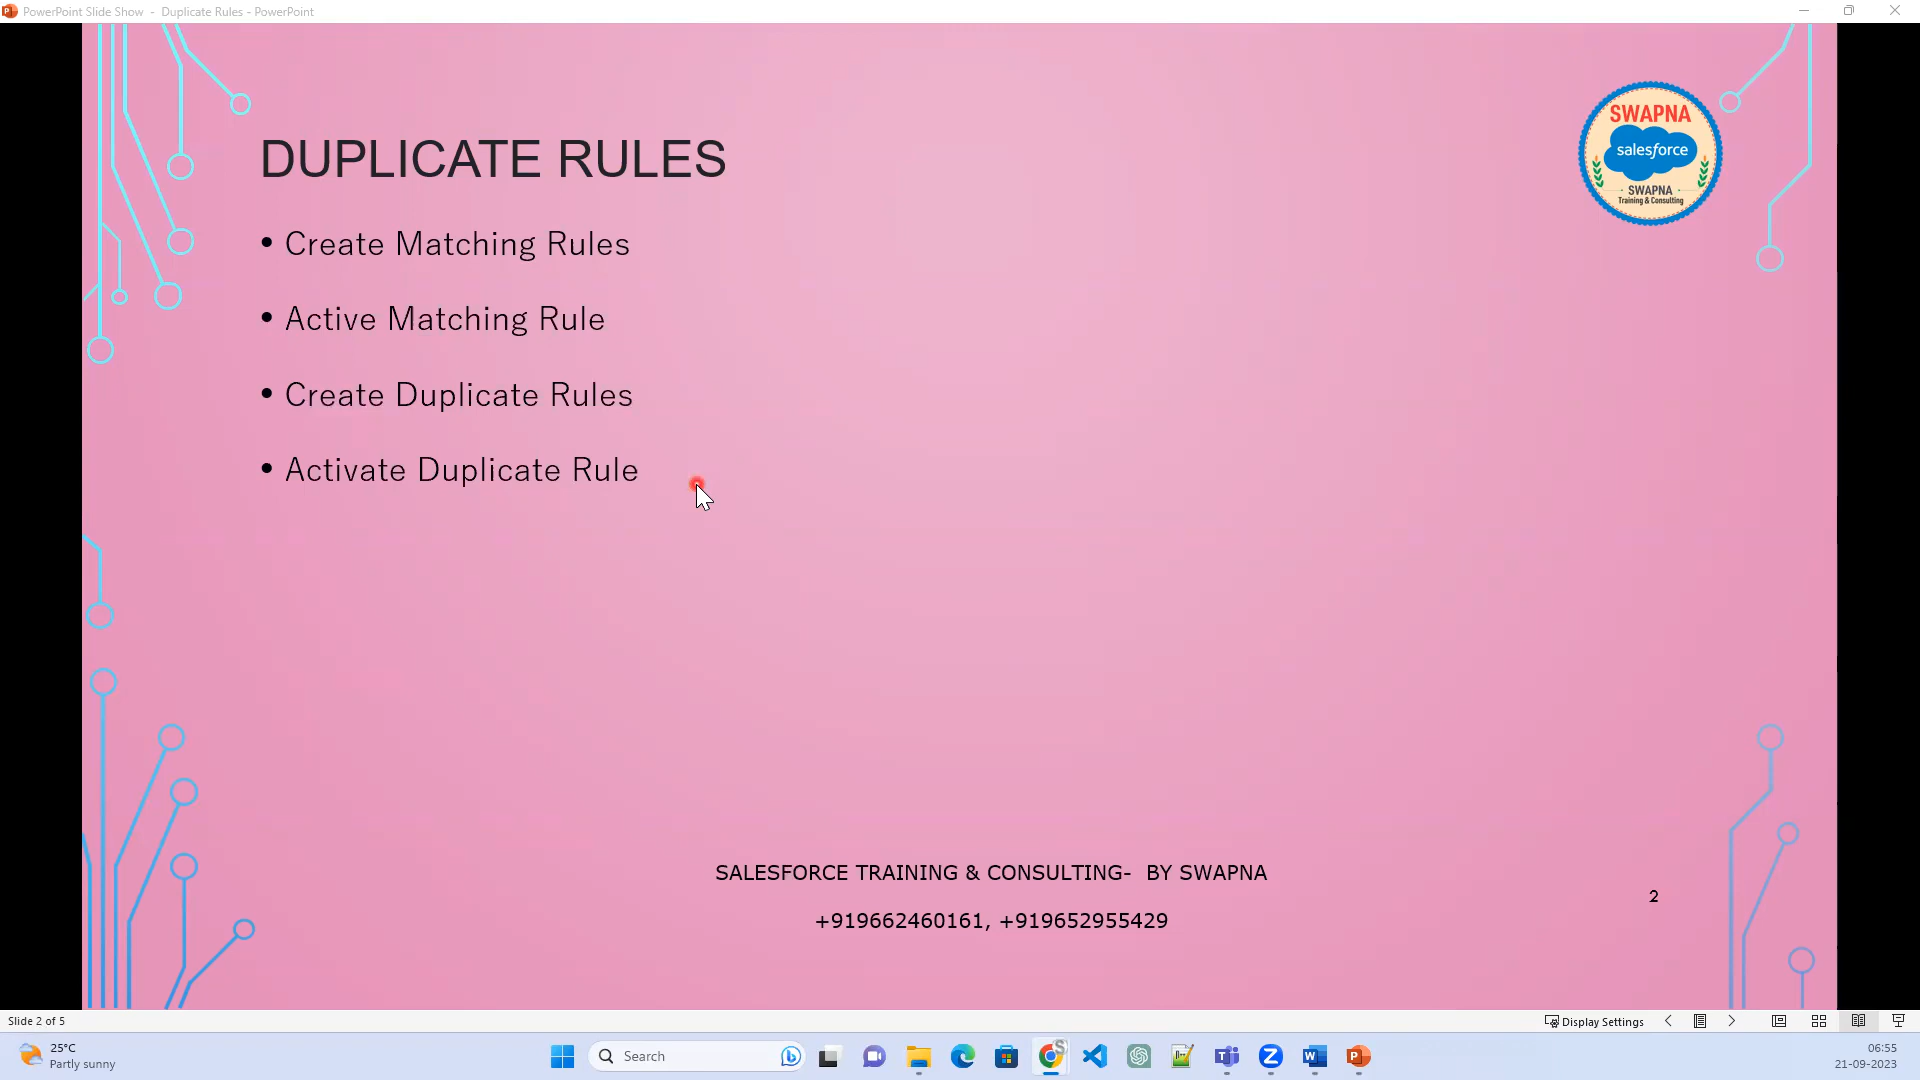 PowerPoint Slide Show - Duplicate Rules - PowerPoint
SWAPNA
salesforce
· SWAPNA ·
Training & Consulting
DUPLICATE RULES
• Create Matching Rules
• Active Matching Rule
• Create Duplicate Rules
• Activate Duplicate Rule
SALESFORCE TRAINING & CONSULTING- BY SWAPNA
2
+919662460161, +919652955429
Slide 2 of 5
Display Settings
25°C
Partly sunny
Search
06:55
21-09-2023